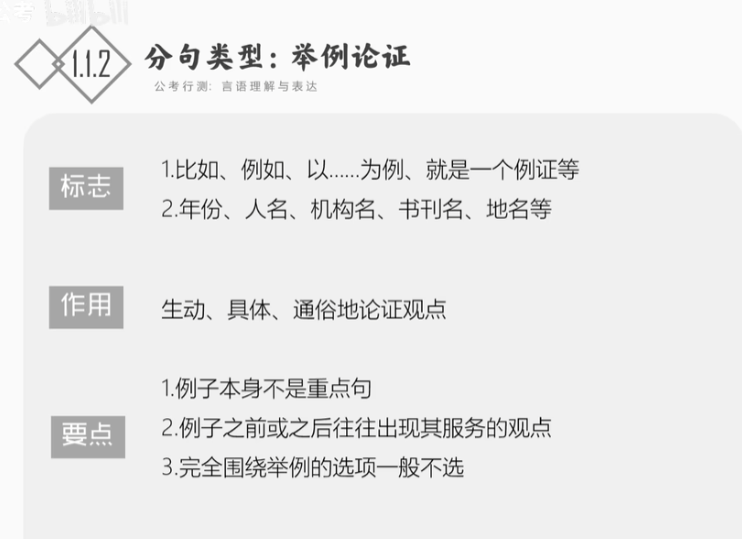 公考
bilibili
1.1.2
分句类型：举例论证
公考行测：言语理解与表达
标志
1.比如、例如、以……为例、就是一个例证等
2.年份、人名、机构名、书刊名、地名等
作用
生动、具体、通俗地论证观点
要点
1.例子本身不是重点句
2.例子之前或之后往往出现其服务的观点
3.完全围绕举例的选项一般不选